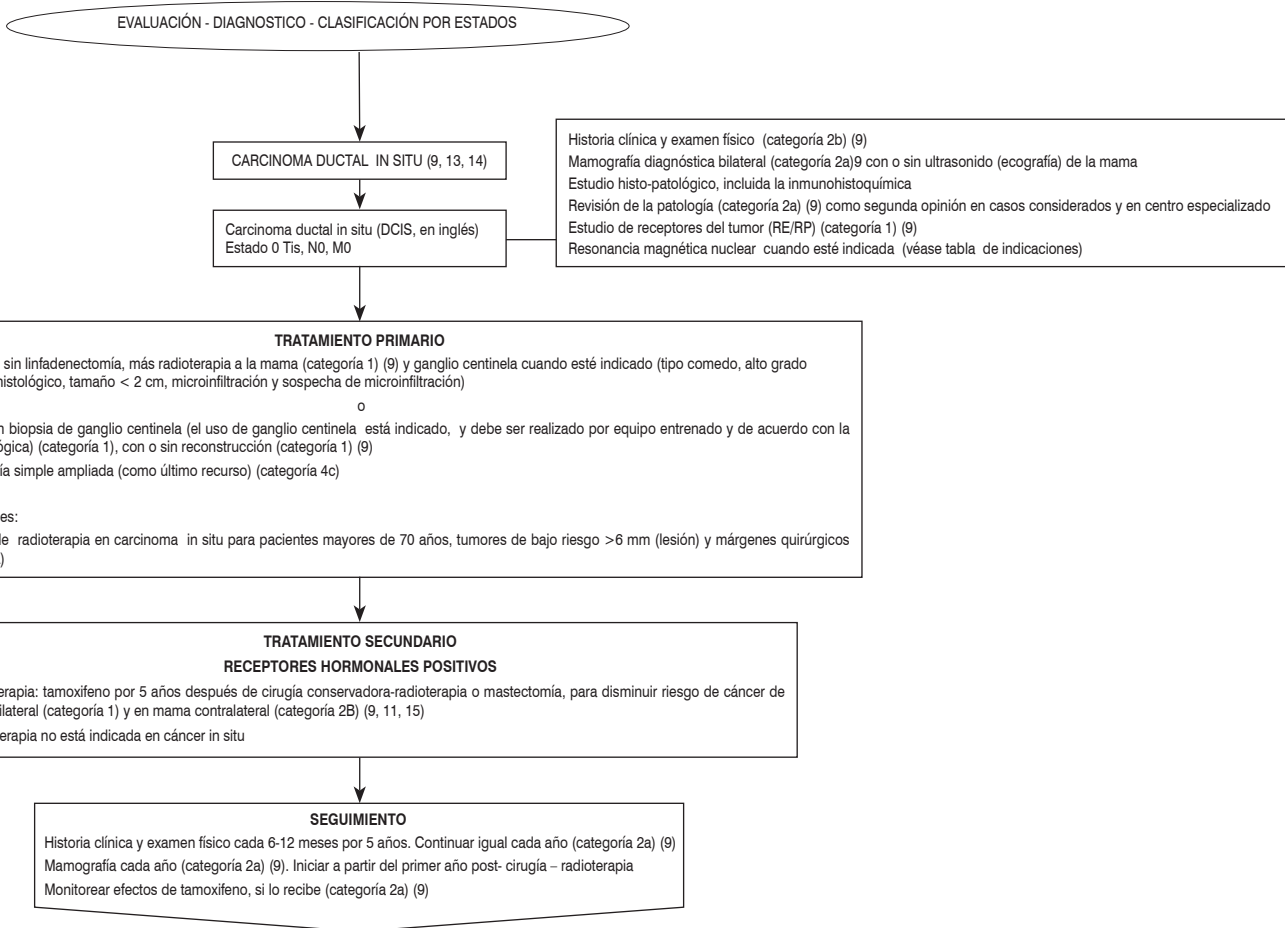 EVALUACIÓN - DIAGNOSTICO - CLASIFICACIÓN POR ESTADOS
CARCINOMA DUCTAL IN SITU (9, 13, 14)
Carcinoma ductal in situ (DCIS, en inglés)
Estado 0 Tis, N0, M0
Historia clínica y examen físico (categoría 2b) (9)
Mamografía diagnóstica bilateral (categoría 2a)9 con o sin ultrasonido (ecografía) de la mama
Estudio histo-patológico, incluida la inmunohistoquímica
Revisión de la patología (categoría 2a) (9) como segunda opinión en casos considerados y en centro especializado
Estudio de receptores del tumor (RE/RP) (categoría 1) (9)
Resonancia magnética nuclear cuando esté indicada (véase tabla de indicaciones)
TRATAMIENTO PRIMARIO
sin linfadenectomía, más radioterapia a la mama (categoría 1) (9) y ganglio centinela cuando esté indicado (tipo comedo, alto grado
histológico, tamaño < 2 cm, microinfiltración y sospecha de microinfiltración)
o
biopsia de ganglio centinela (el uso de ganglio centinela está indicado, y debe ser realizado por equipo entrenado y de acuerdo con la
ógica) (categoría 1), con o sin reconstrucción (categoría 1) (9)
ía simple ampliada (como último recurso) (categoría 4c)
es:
de radioterapia en carcinoma in situ para pacientes mayores de 70 años, tumores de bajo riesgo >6 mm (lesión) y márgenes quirúrgicos
)
TRATAMIENTO SECUNDARIO
RECEPTORES HORMONALES POSITIVOS
erapia: tamoxifeno por 5 años después de cirugía conservadora-radioterapia o mastectomía, para disminuir riesgo de cáncer de
ilateral (categoría 1) y en mama contralateral (categoría 2B) (9, 11, 15)
erapia no está indicada en cáncer in situ
SEGUIMIENTO
Historia clínica y examen físico cada 6-12 meses por 5 años. Continuar igual cada año (categoría 2a) (9)
Mamografía cada año (categoría 2a) (9). Iniciar a partir del primer año post- cirugía – radioterapia
Monitorear efectos de tamoxifeno, si lo recibe (categoría 2a) (9)